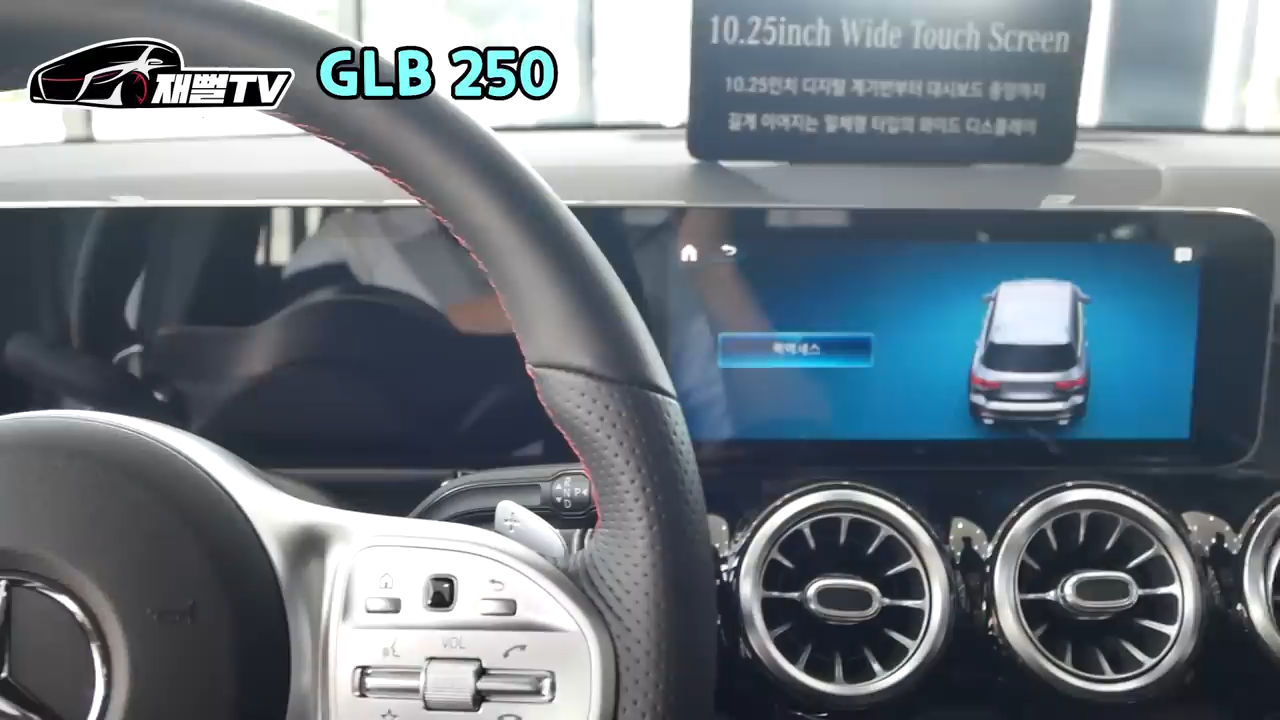 재뻘TV
GLB 250
10.25inch Wide Touch Screen
10.25인치 디지털 계기반부터 대시보드 중앙까지
길게 이어지는 일체형 타입의 와이드 디스플레이
VOL